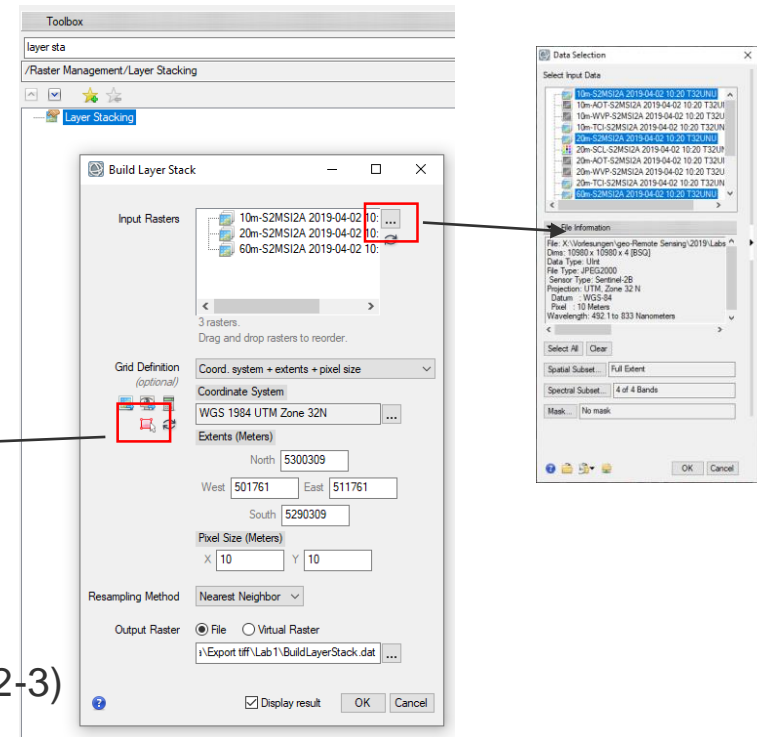 Toolbox
layer sta
/Raster Management/Layer Stacking
Layer Stacking
Build Layer Stack
Input Rasters
10m-S2MSI2A 2019-04-02 10:
20m-S2MSI2A 2019-04-02 10:
60m-S2MSI2A 2019-04-02 10:
...
3 rasters.
Drag and drop rasters to reorder.
Grid Definition
(optional)
Coord. system + extents + pixel size
Coordinate System
WGS 1984 UTM Zone 32N
...
Extents (Meters)
North 5300309
West 501761 East 511761
South 5290309
Pixel Size (Meters)
X 10 Y 10
Resampling Method Nearest Neighbor
Output Raster File Virtual Raster
\Export tiff\Lab1\BuildLayerStack.dat ...
Display result OK Cancel
2-3)
Data Selection
Select Input Data
10m-S2MSI2A 2019-04-02 10:20 T32UNU
10m-AOT-S2MSI2A 2019-04-02 10:20 T32UI
10m-WVP-S2MSI2A 2019-04-02 10:20 T32U
10m-TCI-S2MSI2A 2019-04-02 10:20 T32UN
20m-S2MSI2A 2019-04-02 10:20 T32UNU
20m-SCL-S2MSI2A 2019-04-02 10:20 T32UN
20m-AOT-S2MSI2A 2019-04-02 10:20 T32UI
20m-WVP-S2MSI2A 2019-04-02 10:20 T32U
20m-TCI-S2MSI2A 2019-04-02 10:20 T32UN
60m-S2MSI2A 2019-04-02 10:20 T32UNU
File Information
File: X:\Vorlesungen\geo-Remote Sensing\2019\Labs
Dims: 10980 x 10980 x 4 [BSQ]
Data Type: UInt
File Type: JPEG2000
Sensor Type: Sentinel-2B
Projection: UTM, Zone 32 N
Datum : WGS-84
Pixel : 10 Meters
Wavelength: 492.1 to 833 Nanometers
Select All Clear
Spatial Subset... Full Extent
Spectral Subset... 4 of 4 Bands
Mask... No mask
OK Cancel